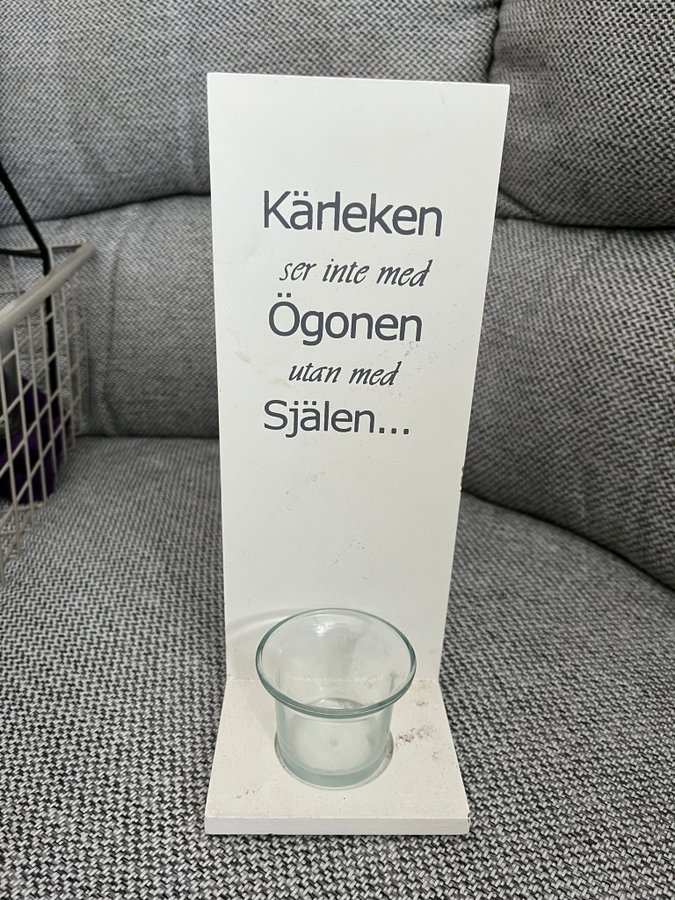 Kärleken
ser inte med
Ögonen
utan med
Själen...